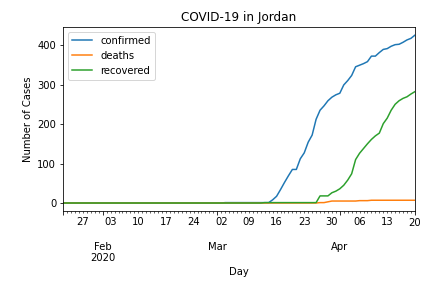 COVID-19 in Jordan
confirmed
deaths
recovered
Number of Cases
400
300
200
100
0
27 03 10 17 24 02 09 16 23 30 06 13 20
Feb Mar Apr
2020
Day